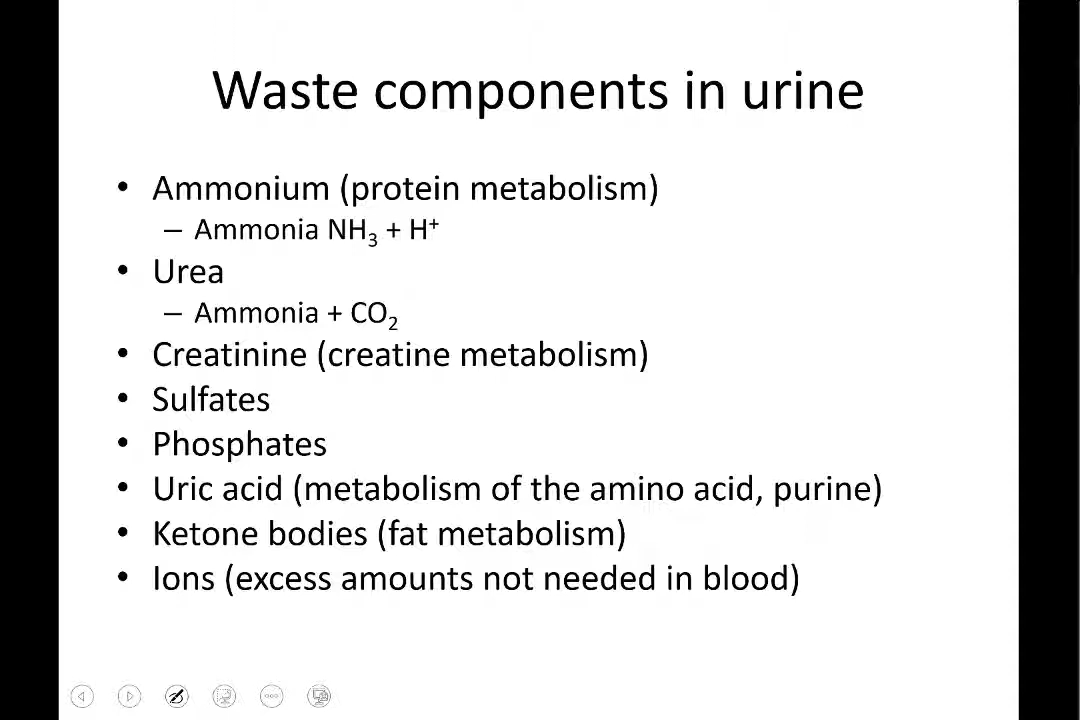 Waste components in urine
• Ammonium (protein metabolism)
– Ammonia NH₃ + H⁺
• Urea
– Ammonia + CO₂
• Creatinine (creatine metabolism)
• Sulfates
• Phosphates
• Uric acid (metabolism of the amino acid, purine)
• Ketone bodies (fat metabolism)
• Ions (excess amounts not needed in blood)